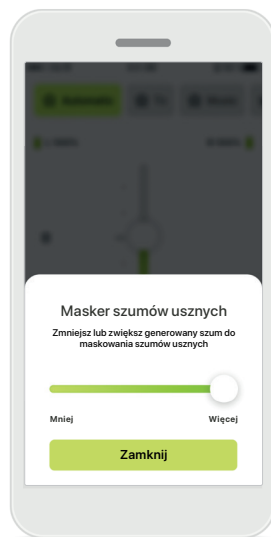 Masker szumów usznych
Zmniejsz lub zwiększ generowany szum do
maskowania szumów usznych
Mniej Więcej
Zamknij